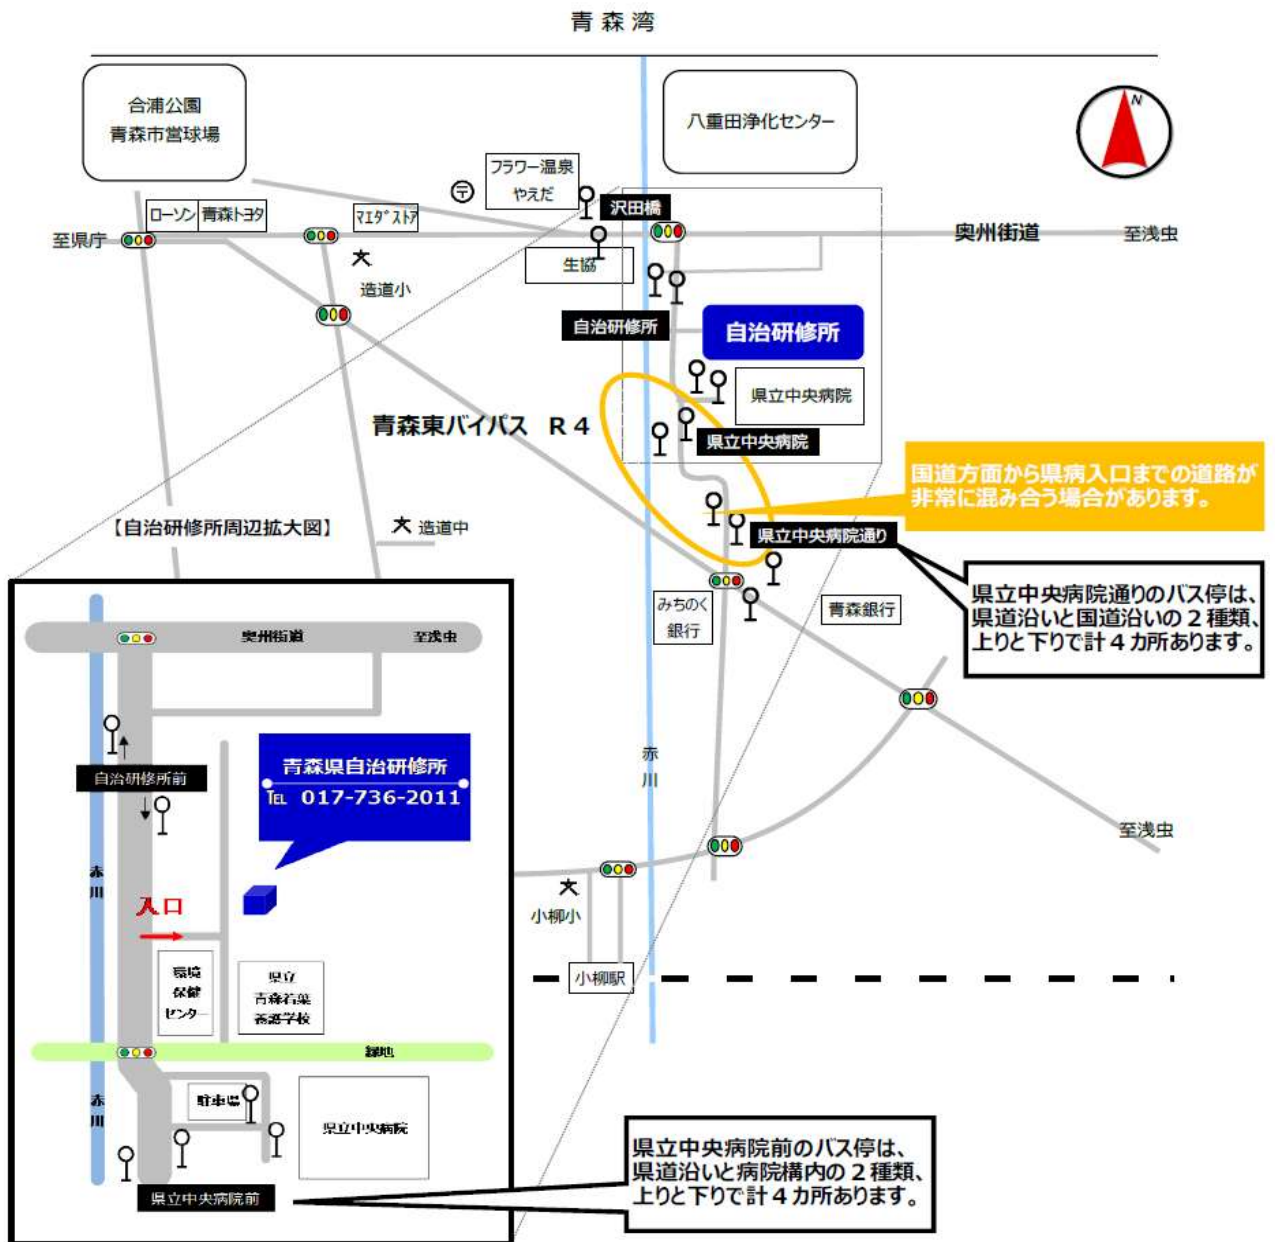 青森湾
合浦公園
青森市営球場
八重田浄化センター
N
フラワー温泉
やえだ
〒
沢田橋
ローソン
青森トヨタ
ﾏｴﾀﾞｽﾄｱ
至県庁
奥州街道
至浅虫
文
造道小
生協
自治研修所
自治研修所
県立中央病院
青森東バイパス R4
県立中央病院
国道方面から県病入口までの道路が
非常に混み合う場合があります。
【自治研修所周辺拡大図】
文 造道中
県立中央病院通り
県立中央病院通りのバス停は、
県道沿いと国道沿いの2種類、
上りと下りで計4カ所あります。
みちのく
銀行
青森銀行
赤川
至浅虫
文
小柳小
小柳駅
奥州街道
至浅虫
自治研修所前
青森県自治研修所
TEL 017-736-2011
赤川
入口
環境
保健
センター
県立
青森若葉
養護学校
緑地
赤川
駐車場
県立中央病院
県立中央病院前
県立中央病院前のバス停は、
県道沿いと病院構内の2種類、
上りと下りで計4カ所あります。